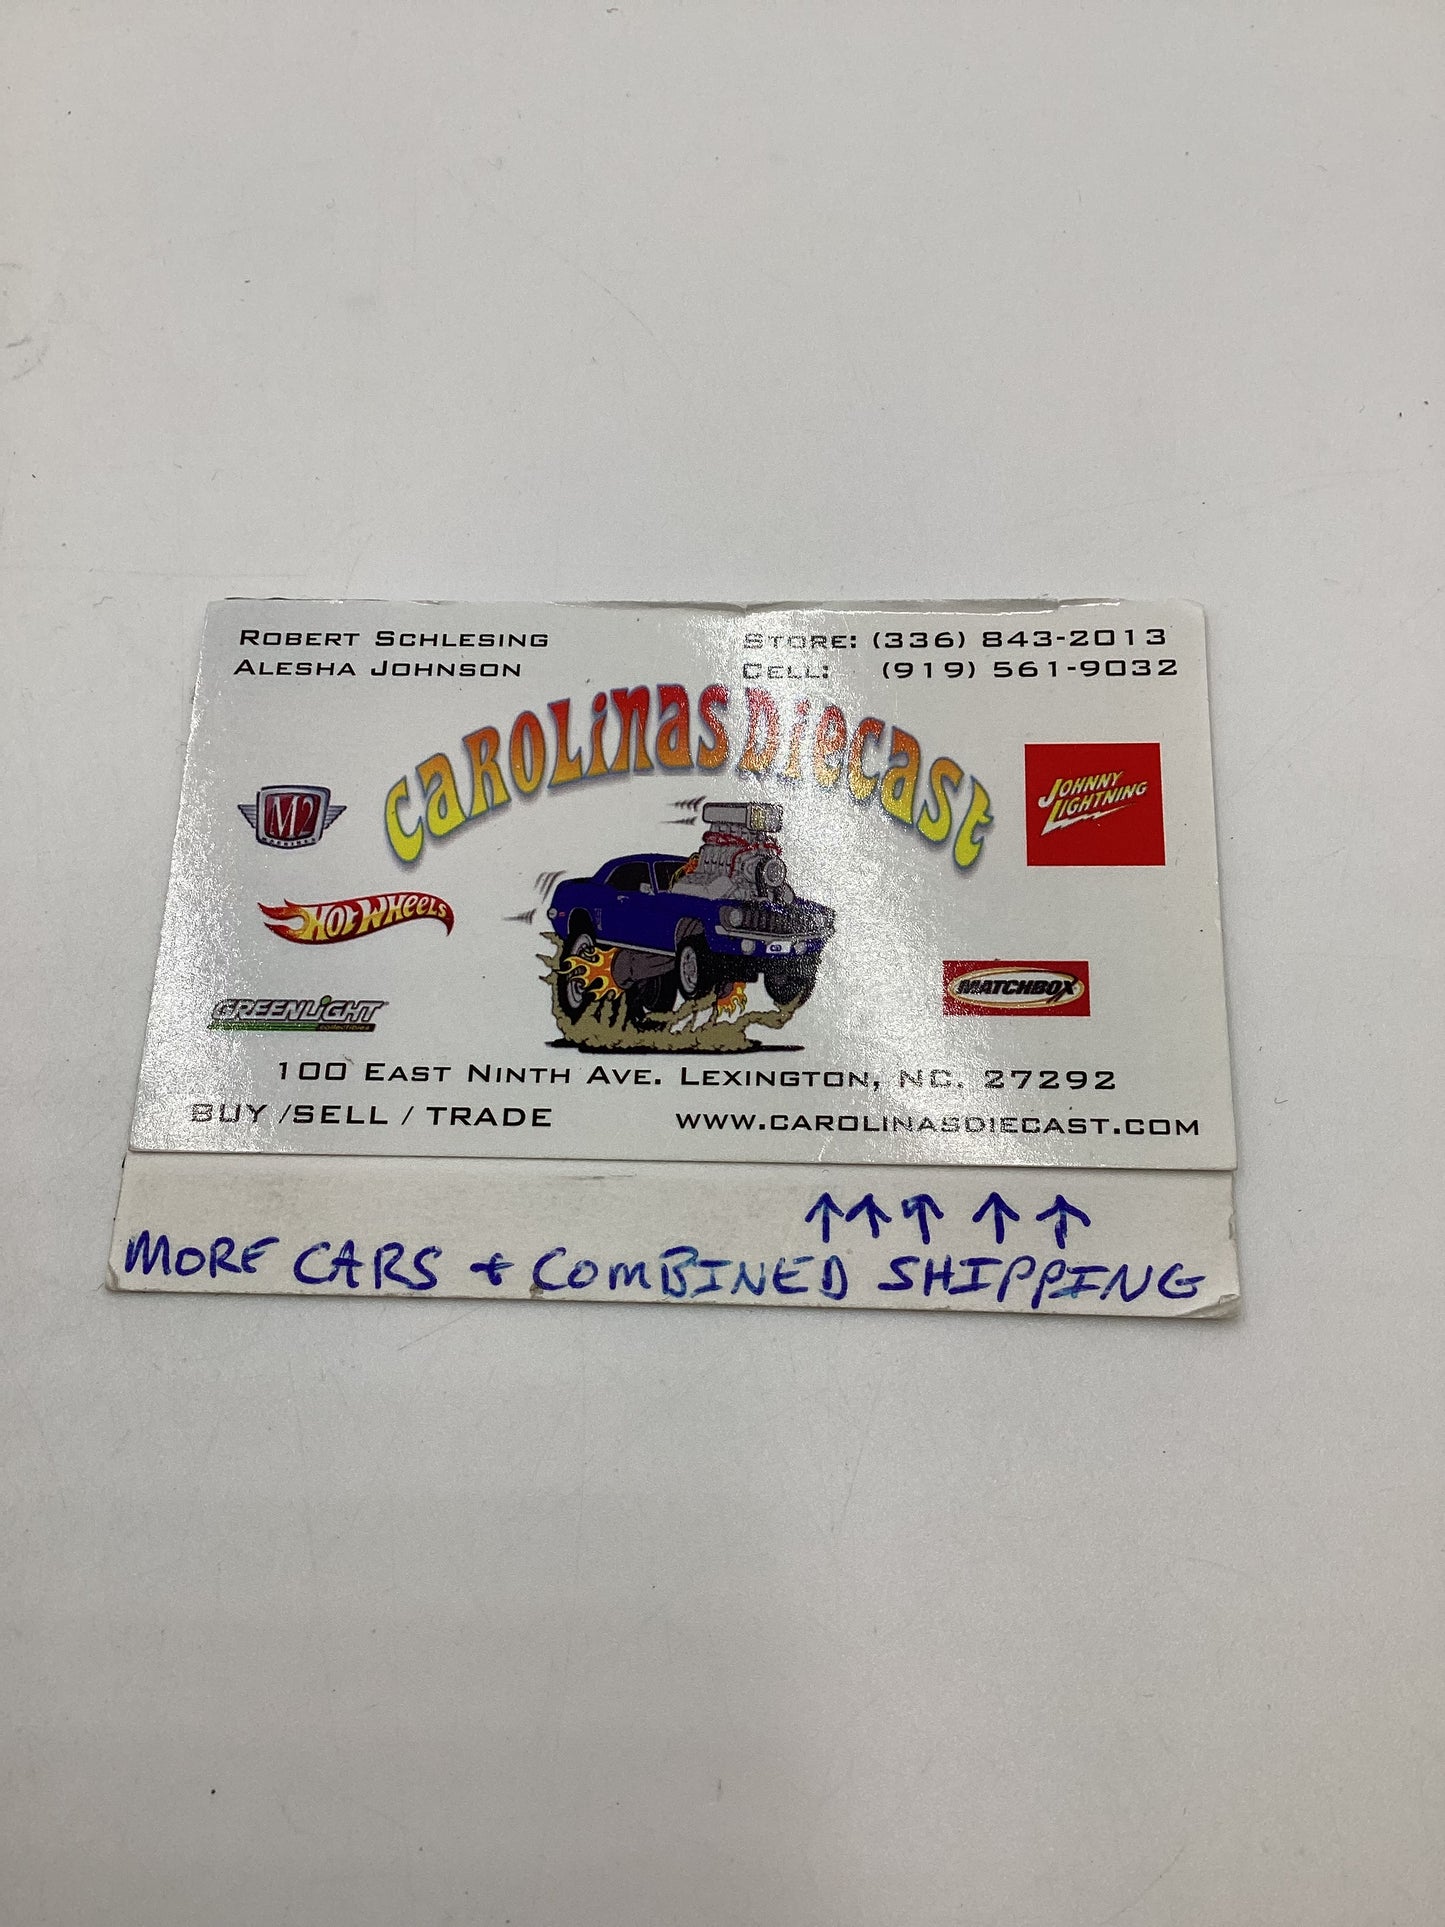 ROBERT SCHLESING
ALESHA JOHNSON
STORE: (336) 843-2013
CELL: (919) 561-9032
CAROLINAS DIECAST
M2
HOT WHEELS
GREENLIGHT
collectibles
JOHNNY
LIGHTNING
MATCHBOX
100 EAST NINTH AVE. LEXINGTON, NC. 27292
BUY /SELL / TRADE
WWW.CAROLINASDIECAST.COM
↑↑↑ ↑ ↑
MORE CARS + COMBINED SHIPPING